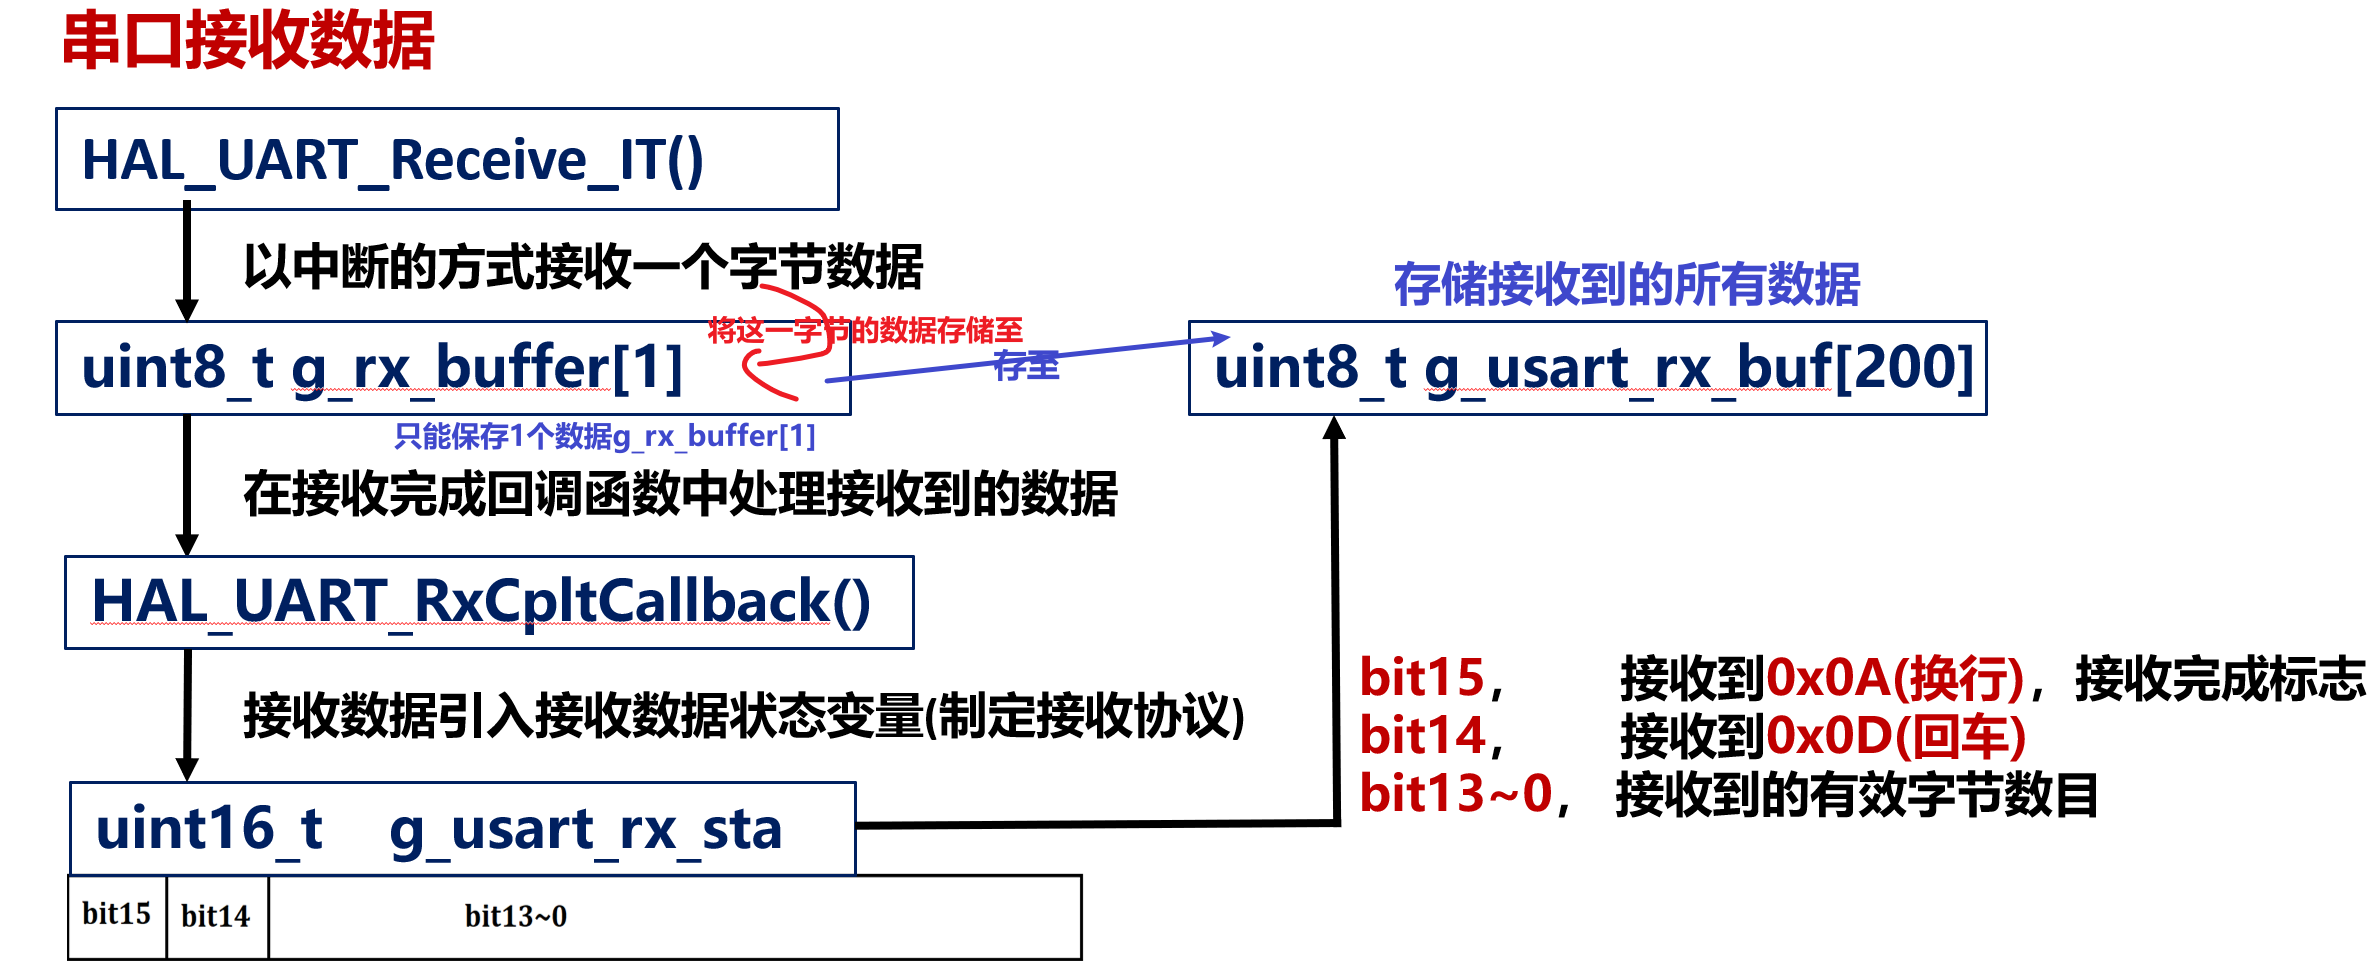 串口接收数据
HAL_UART_Receive_IT()
以中断的方式接收一个字节数据
将这一字节的数据存储至
uint8_t g_rx_buffer[1]
存至
存储接收到的所有数据
uint8_t g_usart_rx_buf[200]
只能保存1个数据g_rx_buffer[1]
在接收完成回调函数中处理接收到的数据
HAL_UART_RxCpltCallback()
接收数据引入接收数据状态变量(制定接收协议)
bit15, 接收到0x0A(换行)，接收完成标志
bit14, 接收到0x0D(回车)
bit13~0, 接收到的有效字节数目
uint16_t g_usart_rx_sta
bit15 bit14 bit13~0